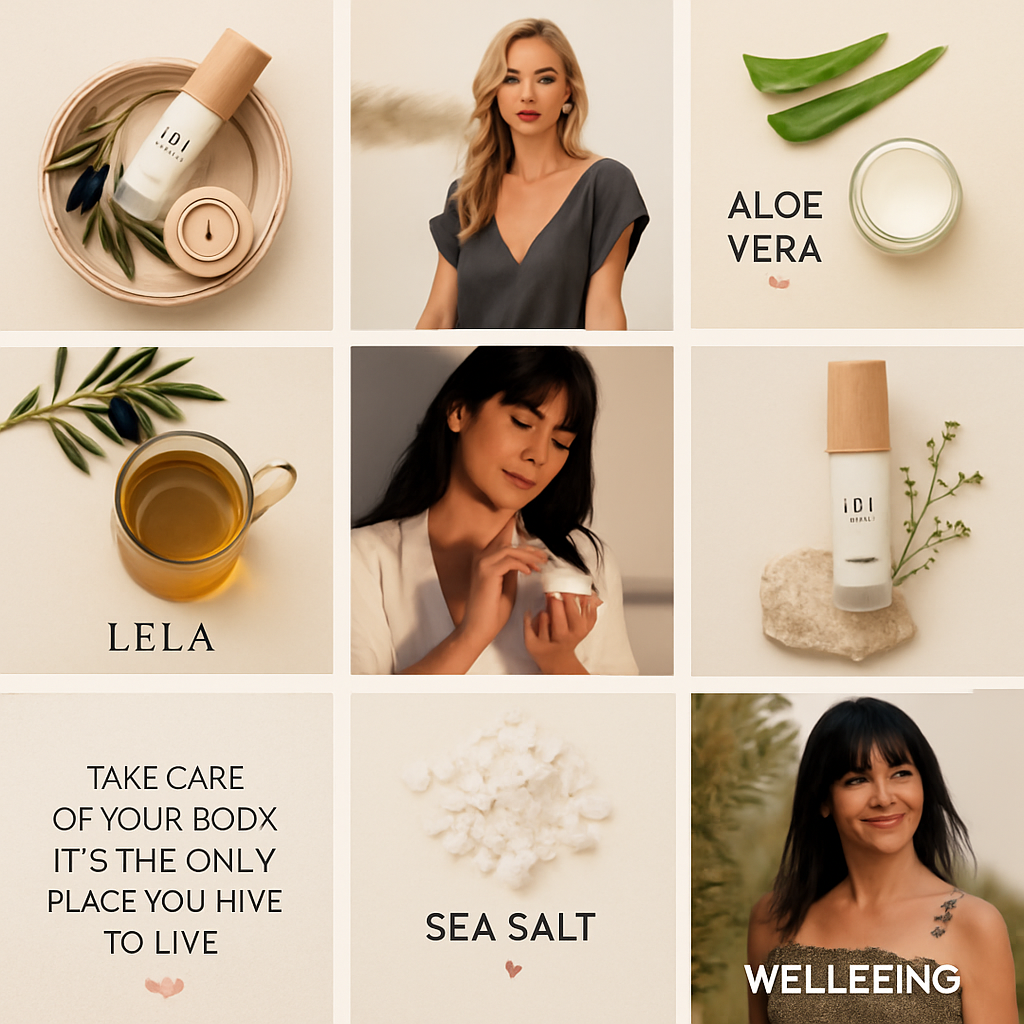 iDI
ALOE
VERA
LELA
iDI
TAKE CARE
OF YOUR BODX
IT'S THE ONLY
PLACE YOU HIVE
TO LIVE
SEA SALT
WELLEEING